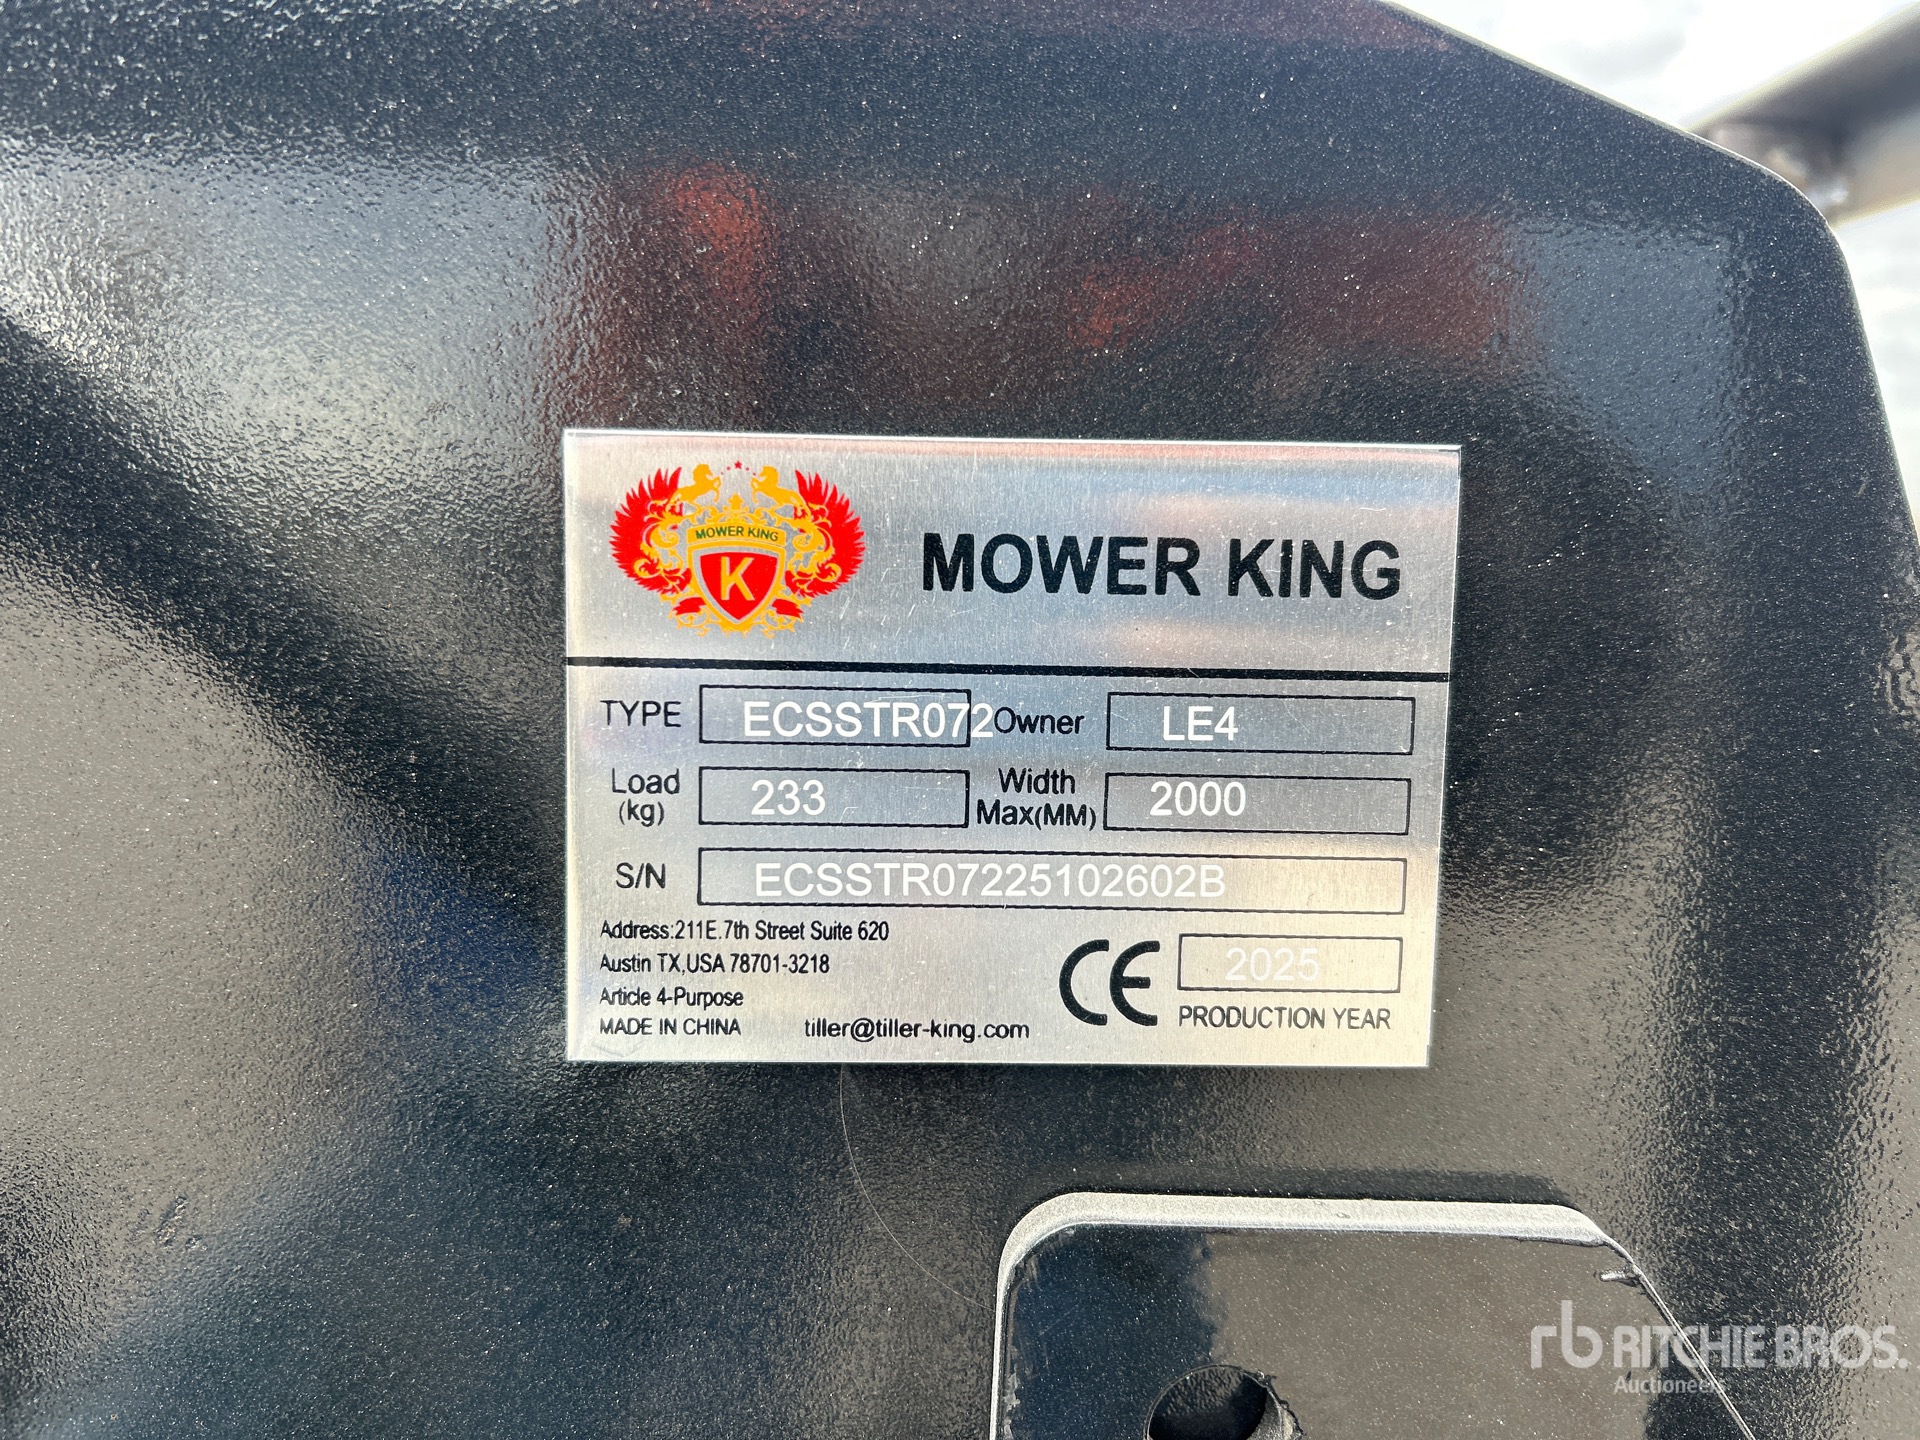 MOWER KING
K
MOWER KING
TYPE ECSSTR072 Owner LE4
Load (kg) 233 Width Max(MM) 2000
S/N ECSSTR07225102602B
Address:211E.7th Street Suite 620
Austin TX,USA 78701-3218
Article 4-Purpose
MADE IN CHINA tiller@tiller-king.com
CE 2025
PRODUCTION YEAR
rb RITCHIE BROS.
Auctioneers